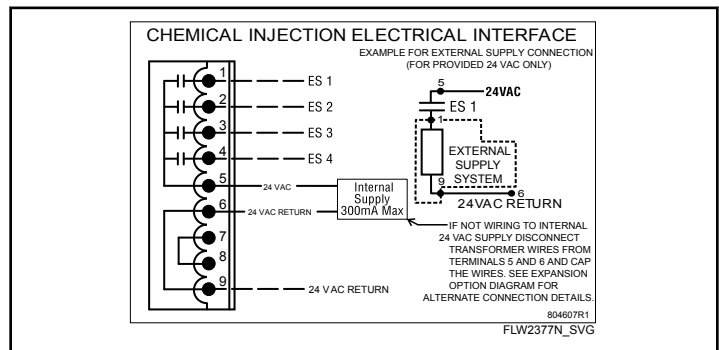 CHEMICAL INJECTION ELECTRICAL INTERFACE
EXAMPLE FOR EXTERNAL SUPPLY CONNECTION
(FOR PROVIDED 24 VAC ONLY)
1
ES 1
2
ES 2
3
ES 3
4
ES 4
5
24 VAC
6
24 VAC RETURN
7
8
9
24 VAC RETURN
Internal
Supply
300mA Max
5
24VAC
ES 1
1
EXTERNAL
SUPPLY
SYSTEM
9
6
24VAC RETURN
IF NOT WIRING TO INTERNAL
24 VAC SUPPLY DISCONNECT
TRANSFORMER WIRES FROM
TERMINALS 5 AND 6 AND CAP
THE WIRES. SEE EXPANSION
OPTION DIAGRAM FOR
ALTERNATE CONNECTION DETAILS.
804607R1
FLW2377N_SVG